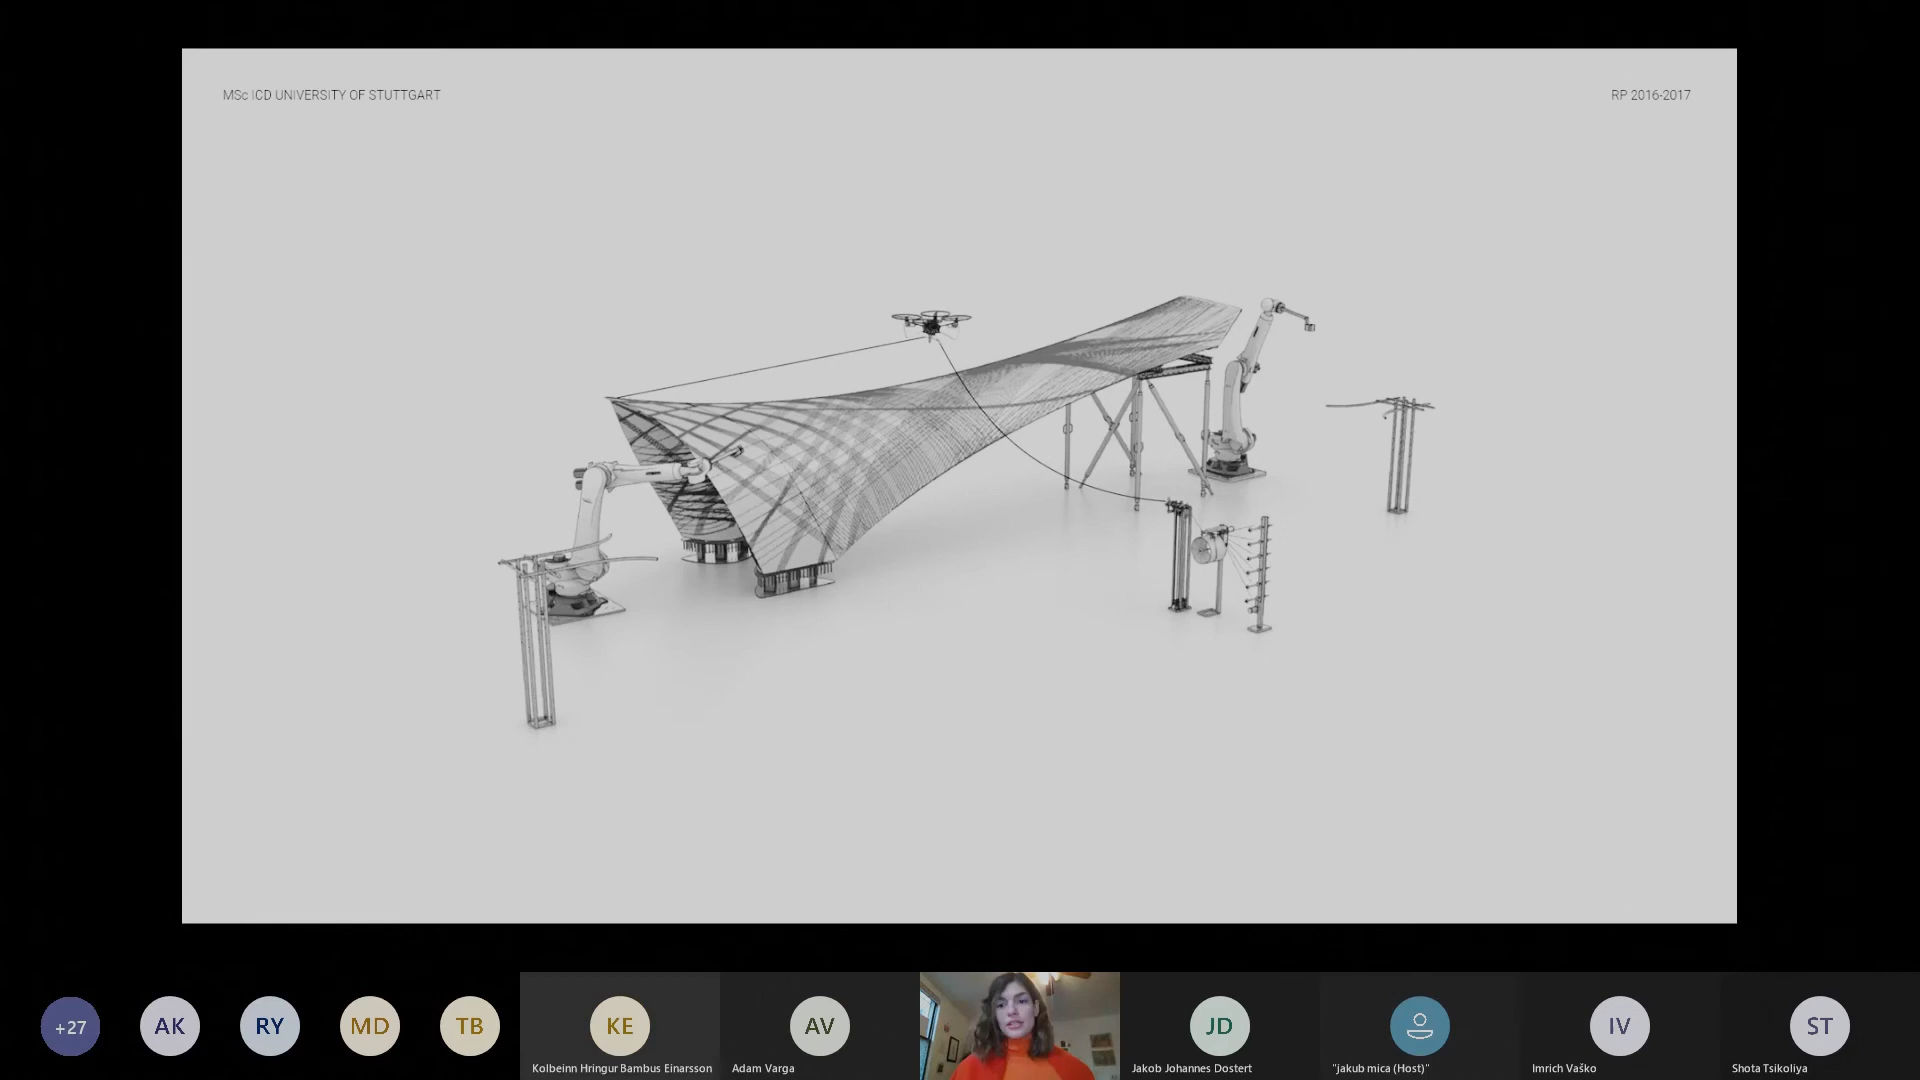 MSc ICD UNIVERSITY OF STUTTGART
RP 2016-2017
+27
AK
RY
MD
TB
KE
AV
JD
IV
ST
Kolbeinn Hringur Bambus Einarsson
Adam Varga
Jakob Johannes Dostert
"jakub mica (Host)"
Imrich Vaško
Shota Tsikoliya